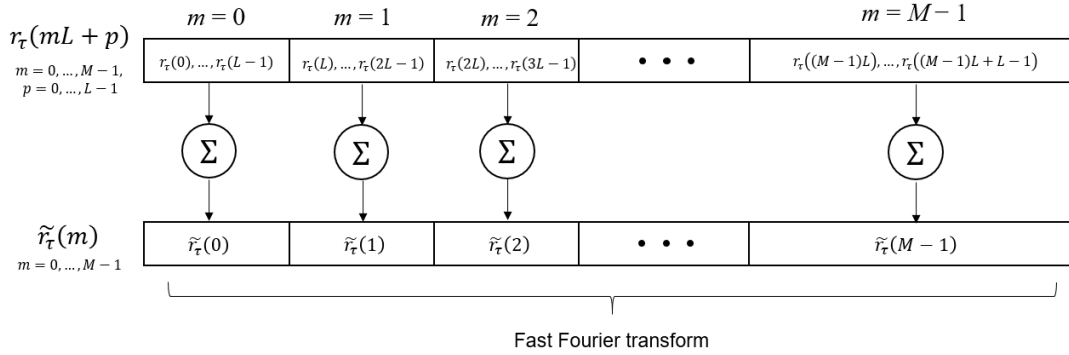 m = 0 m = 1 m = 2 m = M − 1
r_τ(mL + p)
m = 0, …, M − 1,
p = 0, …, L − 1
r_τ(0), …, r_τ(L − 1) r_τ(L), …, r_τ(2L − 1) r_τ(2L), …, r_τ(3L − 1) • • • r_τ((M − 1)L), …, r_τ((M − 1)L + L − 1)
Σ Σ Σ Σ
r̃_τ(m)
m = 0, …, M − 1
r̃_τ(0) r̃_τ(1) r̃_τ(2) • • • r̃_τ(M − 1)
Fast Fourier transform